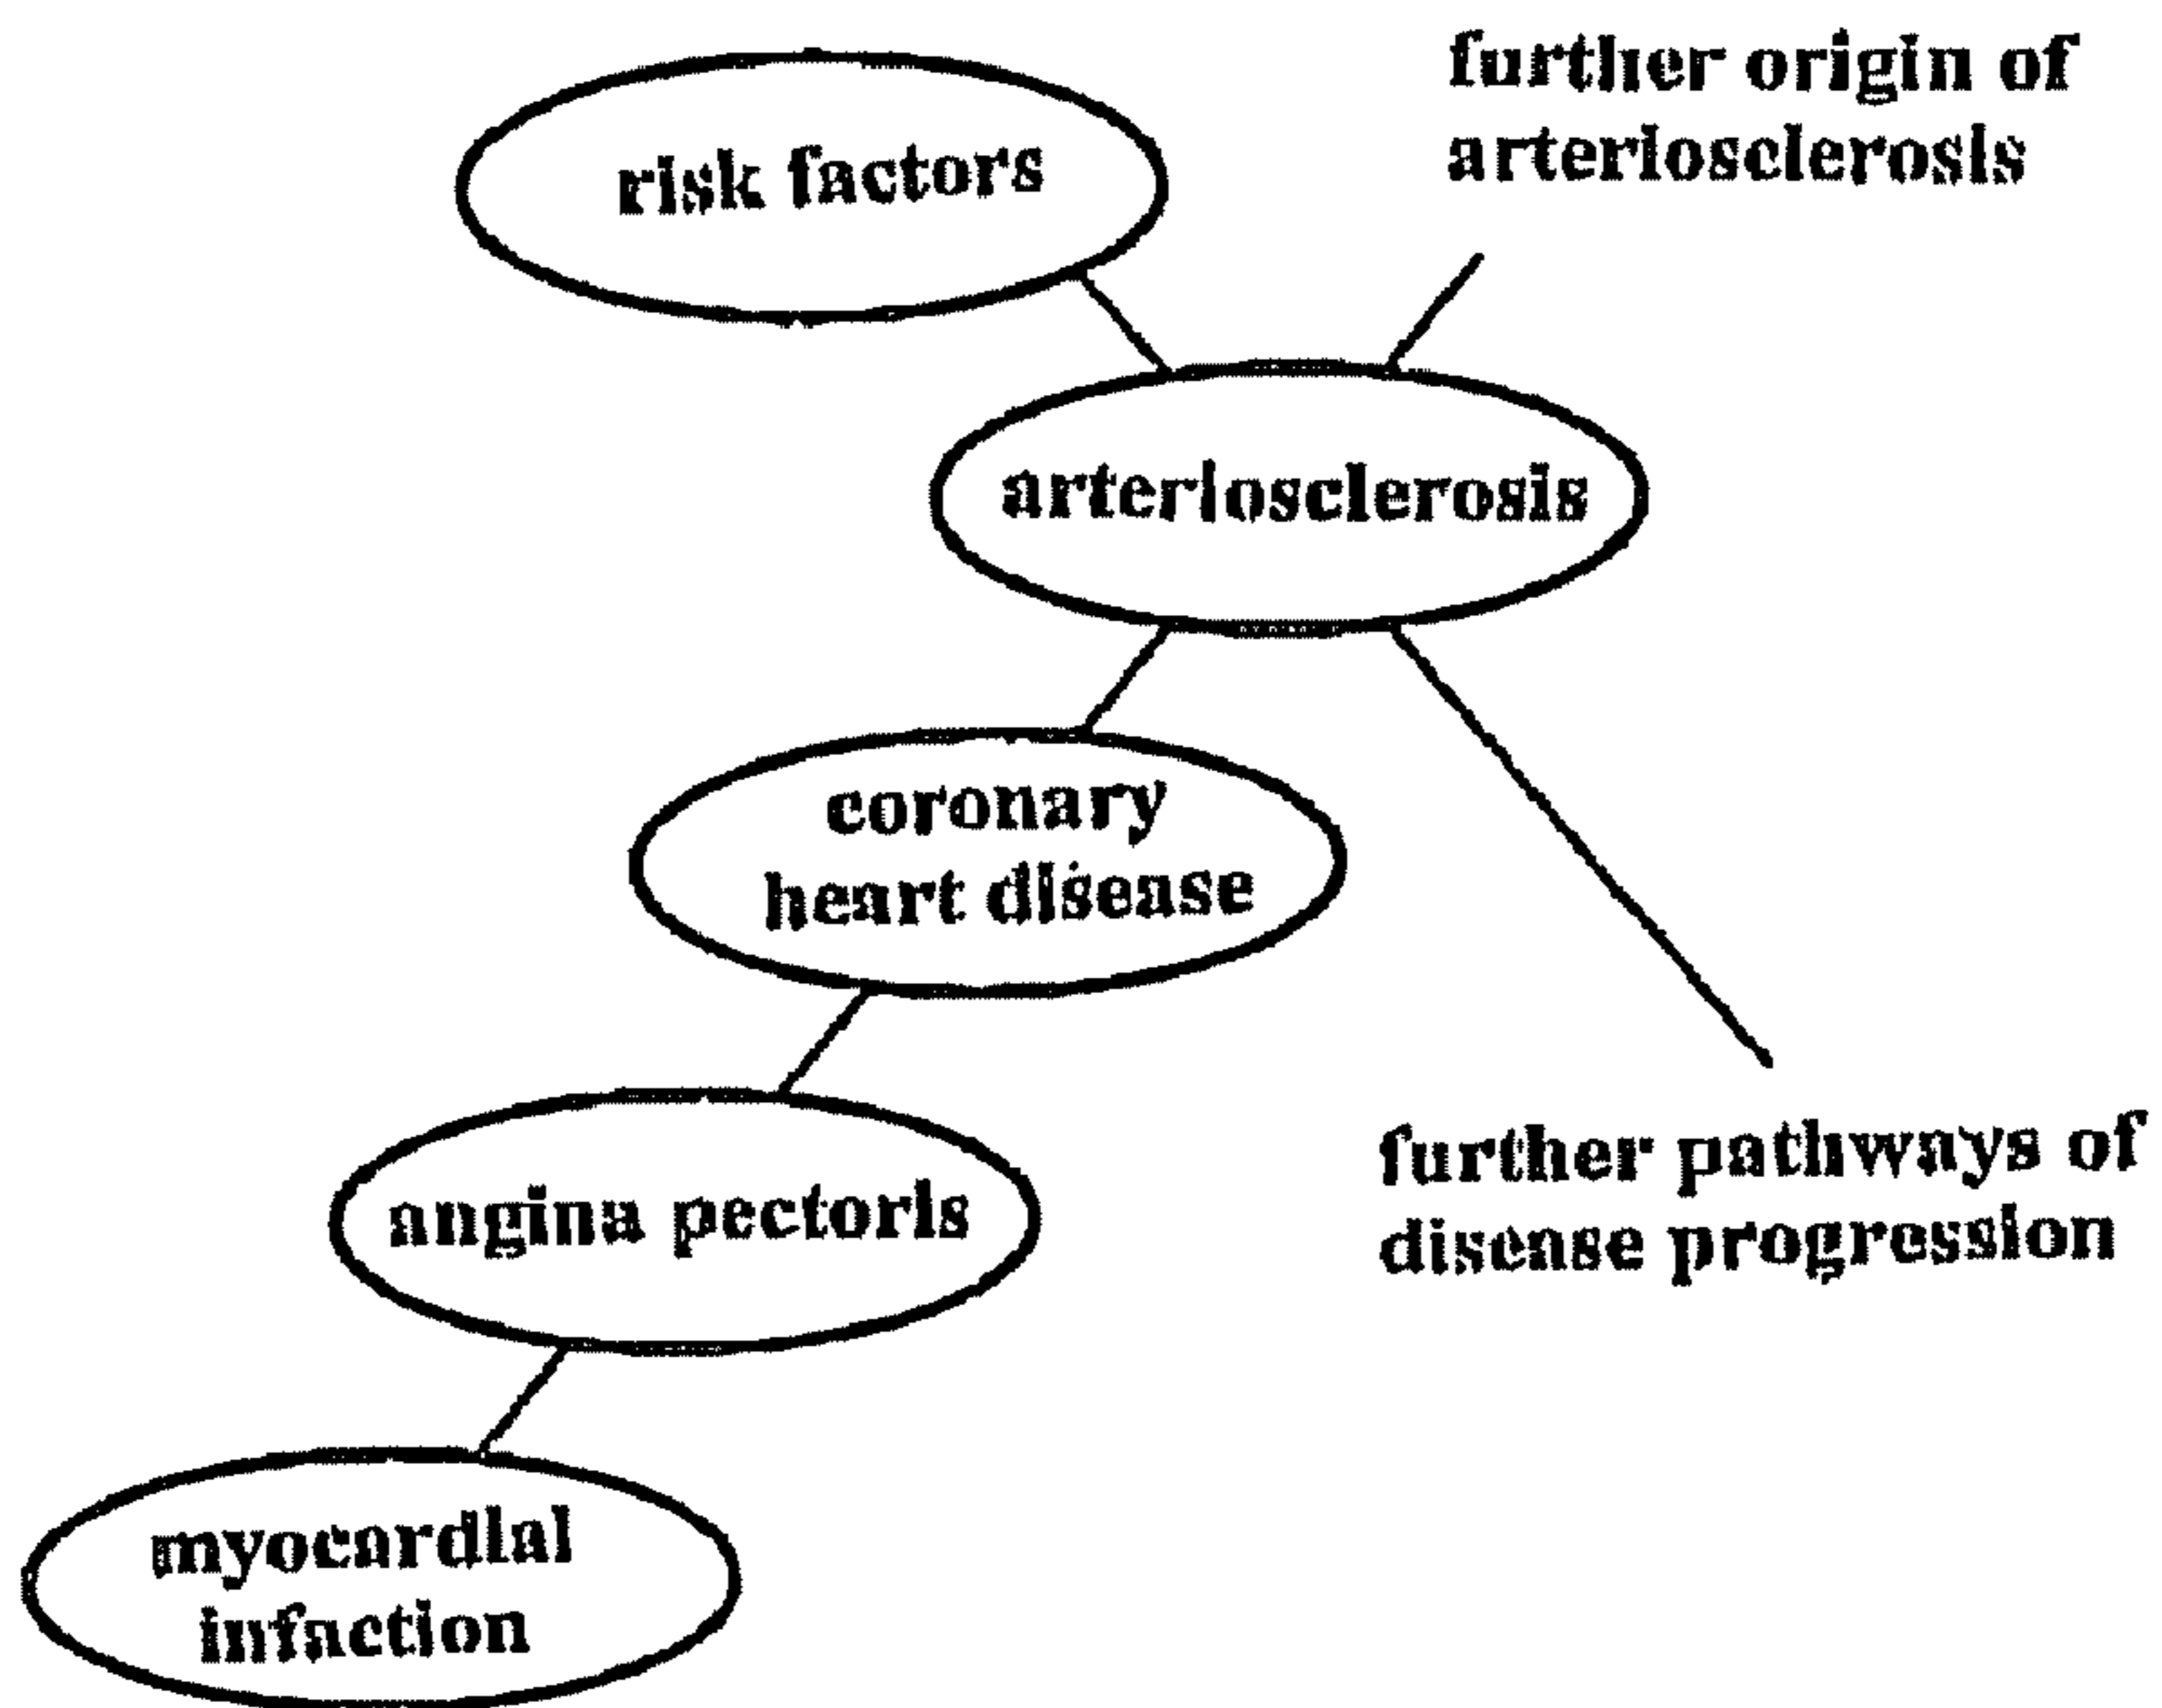 risk factors
further origin of
arteriosclerosis
arteriosclerosis
coronary
heart disease
angina pectoris
further pathways of
disease progression
myocardial
infaction